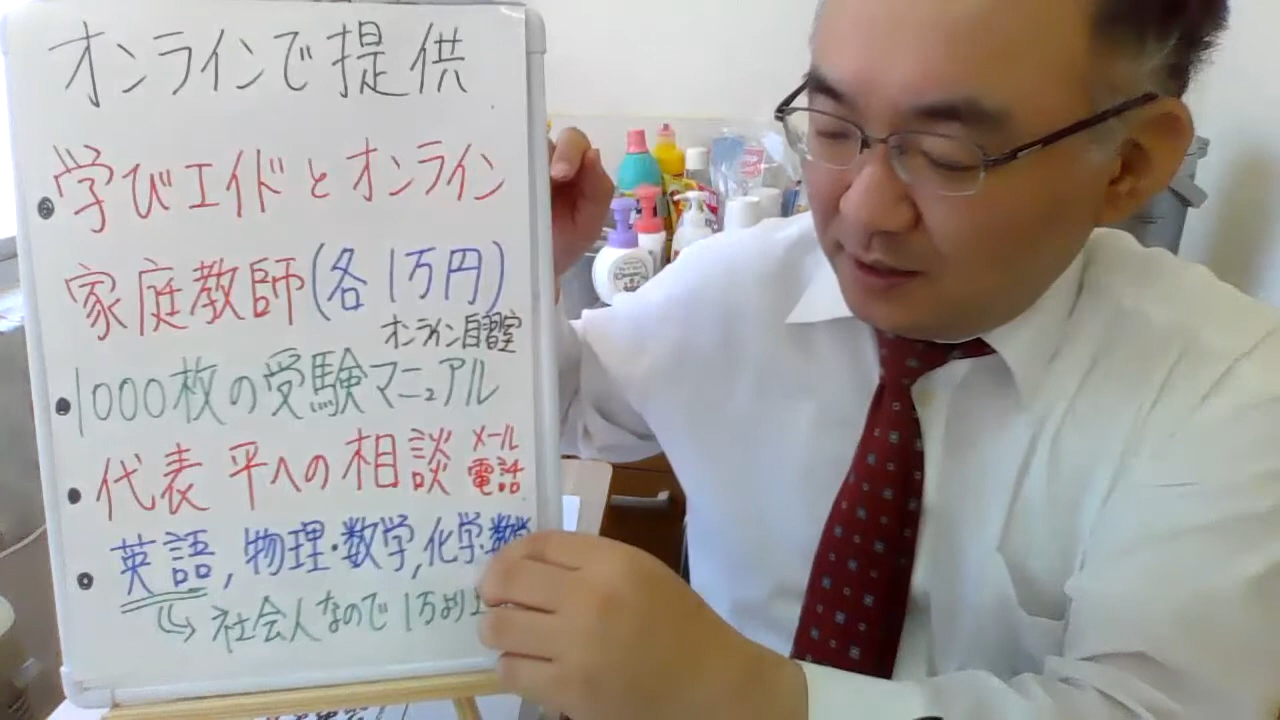 オンラインで提供
学びエイドとオンライン
家庭教師(各1万円)
オンライン自習室
1000枚の受験マニュアル
代表 平への相談 メール
電話
英語,物理・数学,化学・数学
社会人なので1万より上